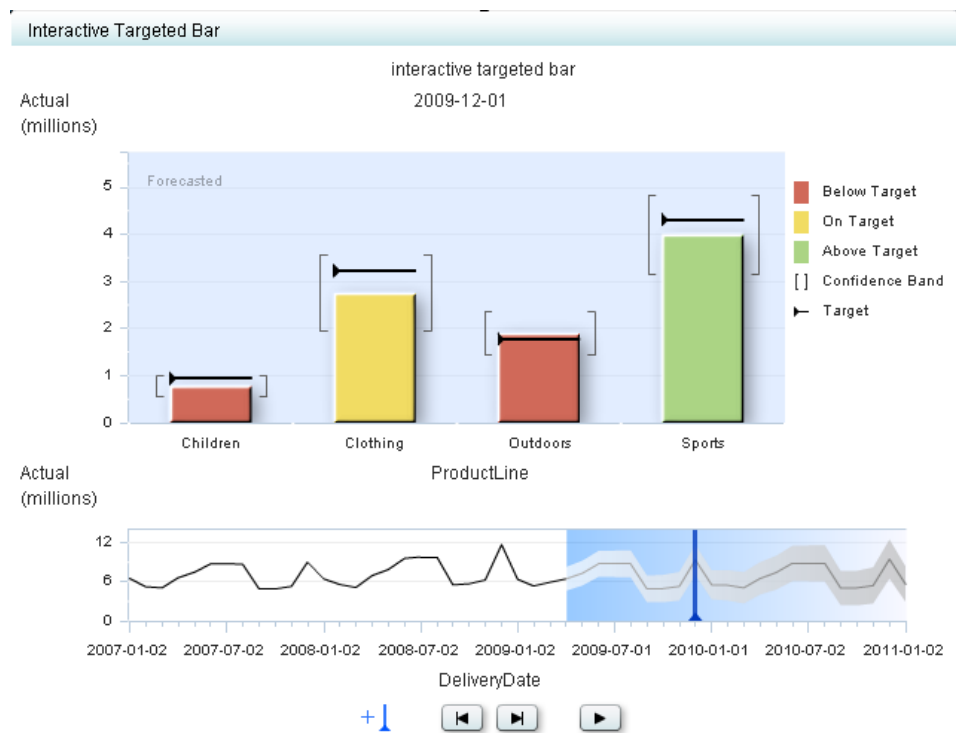 Interactive Targeted Bar
interactive targeted bar
Actual
(millions)
2009-12-01
Forecasted
5
4
3
2
1
0
Below Target
On Target
Above Target
[ ] Confidence Band
Target
Children Clothing Outdoors Sports
ProductLine
Actual
(millions)
12
6
0
2007-01-02 2007-07-02 2008-01-02 2008-07-02 2009-01-02 2009-07-01 2010-01-01 2010-07-02 2011-01-02
DeliveryDate